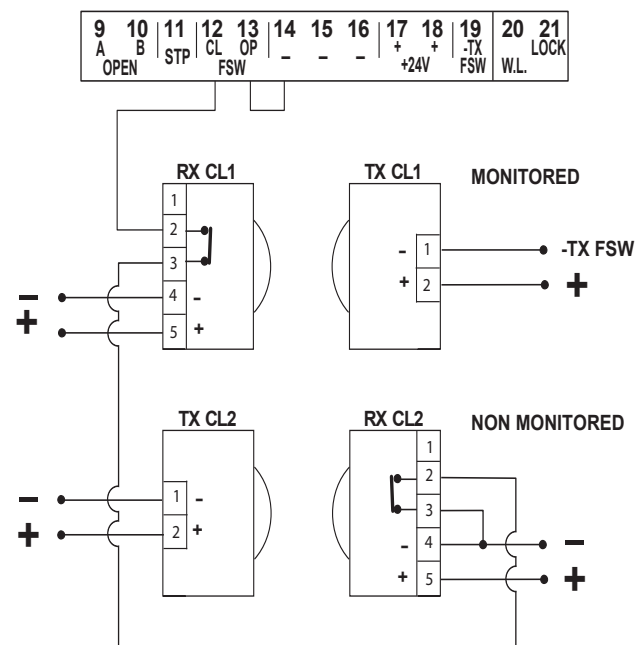 9 10 11 12 13 14 15 16 17 18 19 20 21
A B STP CL OP - - - + + -TX LOCK
OPEN FSW +24V FSW W.L.
RX CL1 TX CL1 MONITORED
1
2
3
4 -
5 +
- 1 -TX FSW
+ 2 +
-
+
TX CL2 RX CL2 NON MONITORED
- 1 -
+ 2 +
1
2
3
- 4 -
+ 5 +